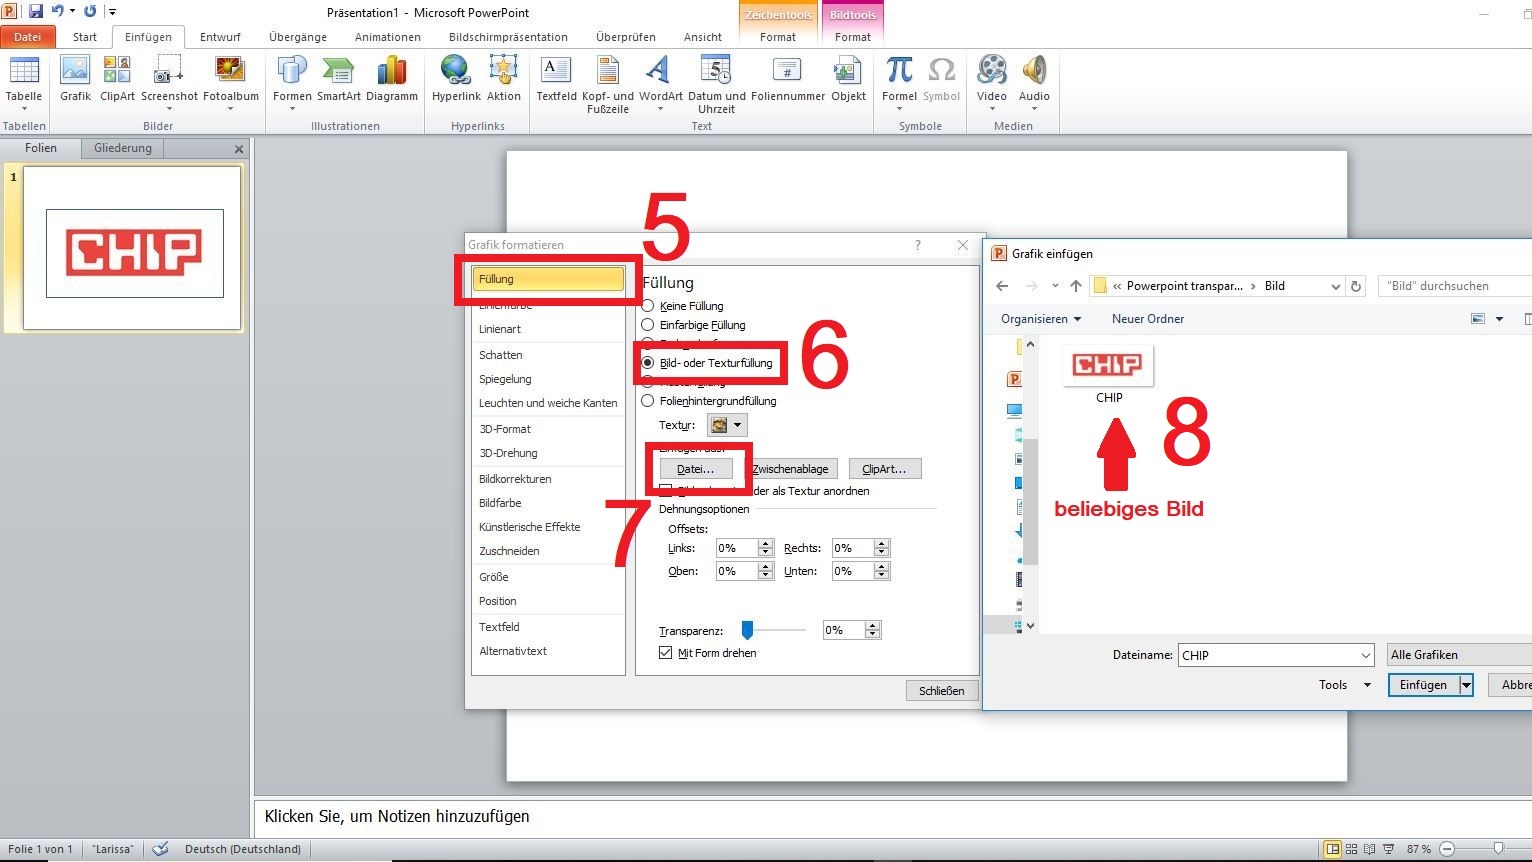 Präsentation1 - Microsoft PowerPoint
Zeichentools
Bildtools
Datei
Start
Einfügen
Entwurf
Übergänge
Animationen
Bildschirmpräsentation
Überprüfen
Ansicht
Format
Format
Tabelle
Grafik
ClipArt
Screenshot
Fotoalbum
Formen
SmartArt
Diagramm
Hyperlink
Aktion
Textfeld
Kopf- und
Fußzeile
WordArt
Datum und
Uhrzeit
Foliennummer
Objekt
Formel
Symbol
Video
Audio
Tabellen
Bilder
Illustrationen
Hyperlinks
Text
Symbole
Medien
Folien
Gliederung
1
CHIP
5
Grafik formatieren
Füllung
Linienart
Schatten
Spiegelung
Leuchten und weiche Kanten
3D-Format
3D-Drehung
Bildkorrekturen
Bildfarbe
Künstlerische Effekte
Zuschneiden
Größe
Position
Textfeld
Alternativtext
Füllung
Keine Füllung
Einfarbige Füllung
Bild- oder Texturfüllung
6
Folienhintergrundfüllung
Textur:
Datei...
Zwischenablage
ClipArt...
als Textur anordnen
7
Dehnungsoptionen
Offsets:
Links: 0% Rechts: 0%
Oben: 0% Unten: 0%
Transparenz: 0%
Mit Form drehen
Schließen
Grafik einfügen
« Powerpoint transpar... › Bild
"Bild" durchsuchen
Organisieren
Neuer Ordner
CHIP
CHIP
8
beliebiges Bild
Dateiname: CHIP
Alle Grafiken
Tools
Einfügen
Abbre
Klicken Sie, um Notizen hinzuzufügen
Folie 1 von 1
"Larissa"
Deutsch (Deutschland)
87 %